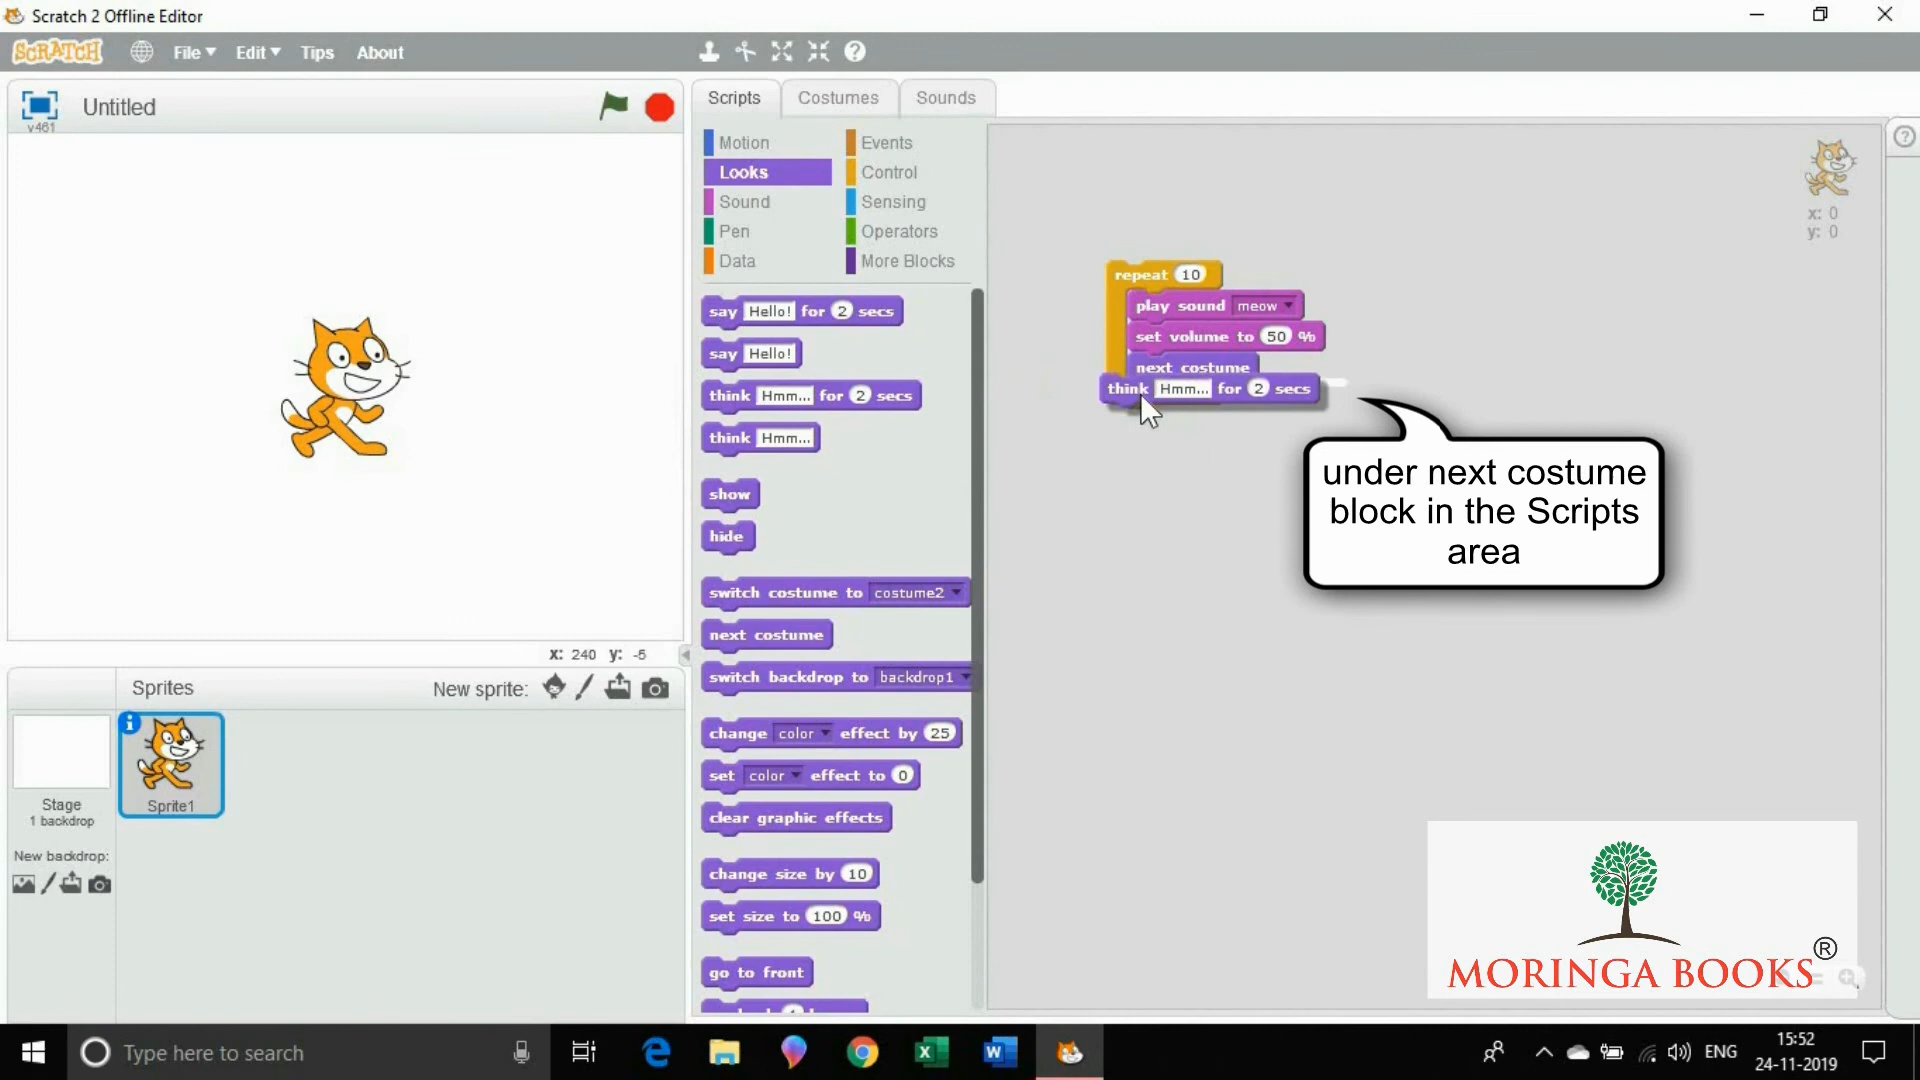 Scratch 2 Offline Editor
SCRATCH
File
Edit
Tips
About
v461
Untitled
Scripts
Costumes
Sounds
Motion
Looks
Sound
Pen
Data
Events
Control
Sensing
Operators
More Blocks
say Hello! for 2 secs
say Hello!
think Hmm... for 2 secs
think Hmm...
show
hide
switch costume to costume2
next costume
switch backdrop to backdrop1
change color effect by 25
set color effect to 0
clear graphic effects
change size by 10
set size to 100 %
go to front
repeat 10
play sound meow
set volume to 50 %
next costume
think Hmm... for 2 secs
under next costume
block in the Scripts
area
x: 0
y: 0
x: 240 y: -5
Sprites
New sprite:
Stage
1 backdrop
New backdrop:
Sprite1
MORINGA BOOKS®
Type here to search
ENG
15:52
24-11-2019